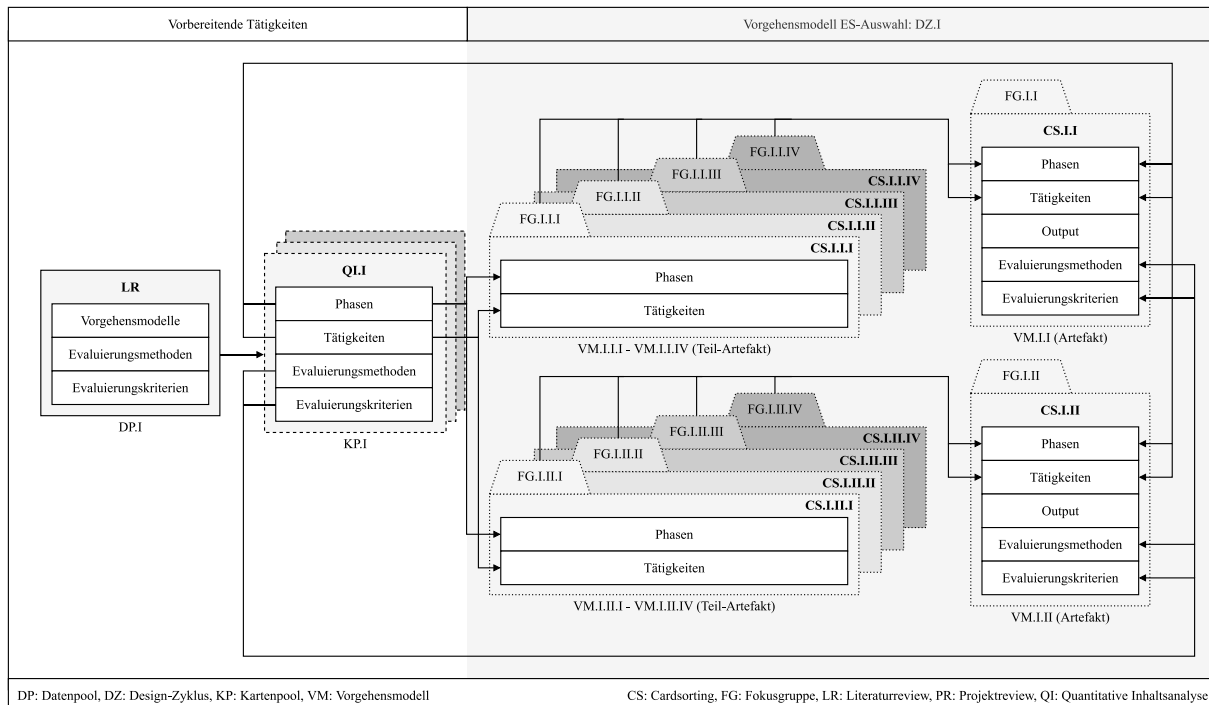 Vorbereitende Tätigkeiten
Vorgehensmodell ES-Auswahl: DZ.I
LR
Vorgehensmodelle
Evaluierungsmethoden
Evaluierungskriterien
DP.I
QI.I
Phasen
Tätigkeiten
Evaluierungsmethoden
Evaluierungskriterien
KP.I
FG.I.I.IV
FG.I.I.III
FG.I.I.II
FG.I.I.I
CS.I.I.IV
CS.I.I.III
CS.I.I.II
CS.I.I.I
Phasen
Tätigkeiten
VM.I.I.I - VM.I.I.IV (Teil-Artefakt)
FG.I.I
CS.I.I
Phasen
Tätigkeiten
Output
Evaluierungsmethoden
Evaluierungskriterien
VM.I.I (Artefakt)
FG.I.II.IV
FG.I.II.III
FG.I.II.II
FG.I.II.I
CS.I.II.IV
CS.I.II.III
CS.I.II.II
CS.I.II.I
Phasen
Tätigkeiten
VM.I.II.I - VM.I.II.IV (Teil-Artefakt)
FG.I.II
CS.I.II
Phasen
Tätigkeiten
Output
Evaluierungsmethoden
Evaluierungskriterien
VM.I.II (Artefakt)
DP: Datenpool, DZ: Design-Zyklus, KP: Kartenpool, VM: Vorgehensmodell
CS: Cardsorting, FG: Fokusgruppe, LR: Literaturreview, PR: Projektreview, QI: Quantitative Inhaltsanalyse